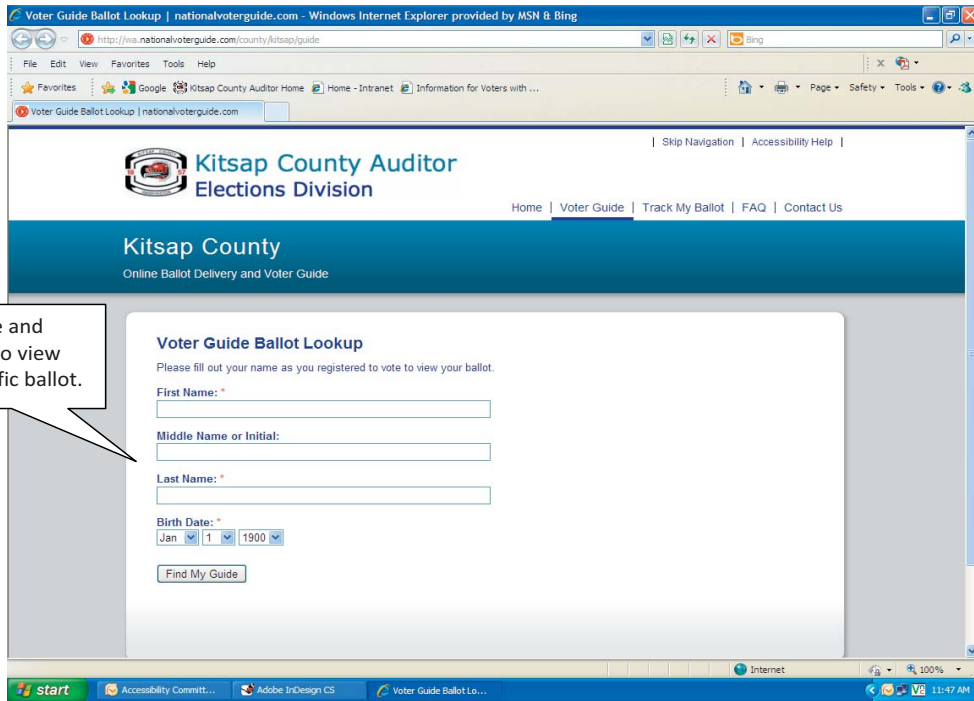 Voter Guide Ballot Lookup | nationalvoterguide.com - Windows Internet Explorer provided by MSN & Bing
http://wa.nationalvoterguide.com/county/kitsap/guide
Bing
File Edit View Favorites Tools Help
Favorites Google Kitsap County Auditor Home Home - Intranet Information for Voters with ...
Page Safety Tools
Voter Guide Ballot Lookup | nationalvoterguide.com
| Skip Navigation | Accessibility Help |
Kitsap County Auditor
Elections Division
Home | Voter Guide | Track My Ballot | FAQ | Contact Us
Kitsap County
Online Ballot Delivery and Voter Guide
and
view
ballot.
Voter Guide Ballot Lookup
Please fill out your name as you registered to vote to view your ballot.
First Name: *
Middle Name or Initial:
Last Name: *
Birth Date: *
Jan 1 1900
Find My Guide
Internet 100%
start Accessibility Committ... Adobe InDesign CS Voter Guide Ballot Lo... 11:47 AM